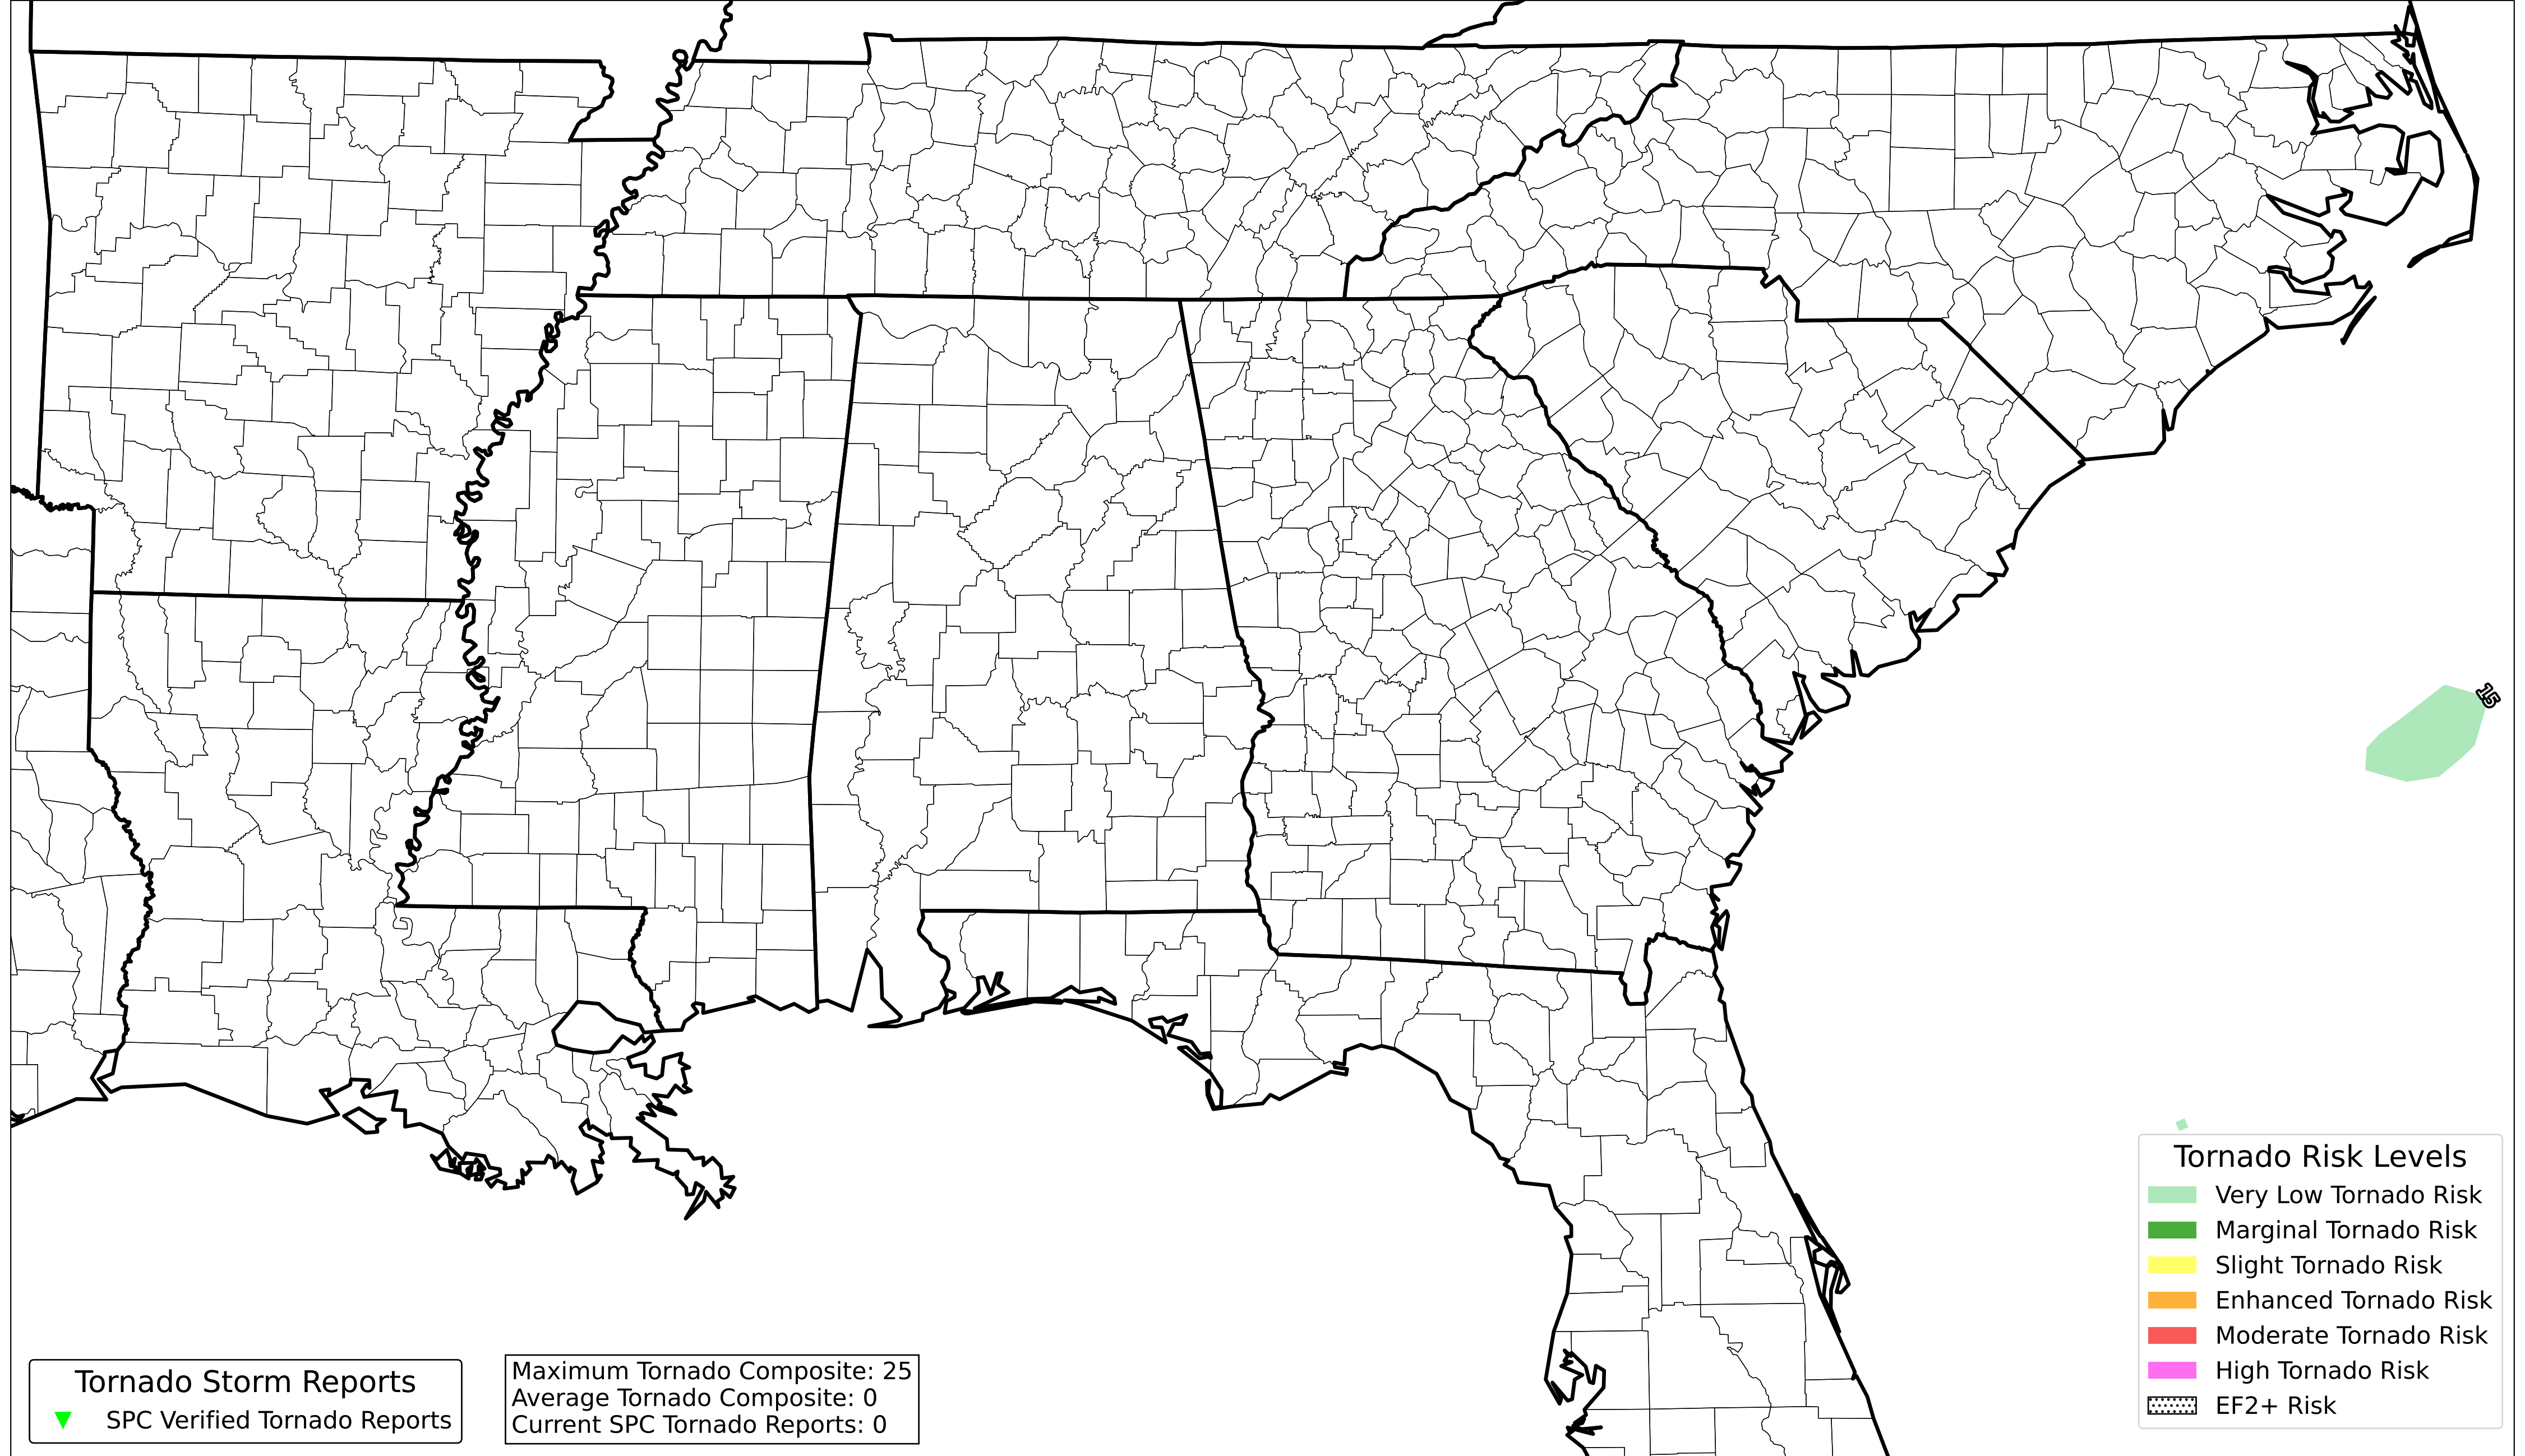 15
Tornado Risk Levels
Very Low Tornado Risk
Marginal Tornado Risk
Slight Tornado Risk
Enhanced Tornado Risk
Moderate Tornado Risk
High Tornado Risk
EF2+ Risk
Tornado Storm Reports
SPC Verified Tornado Reports
Maximum Tornado Composite: 25
Average Tornado Composite: 0
Current SPC Tornado Reports: 0